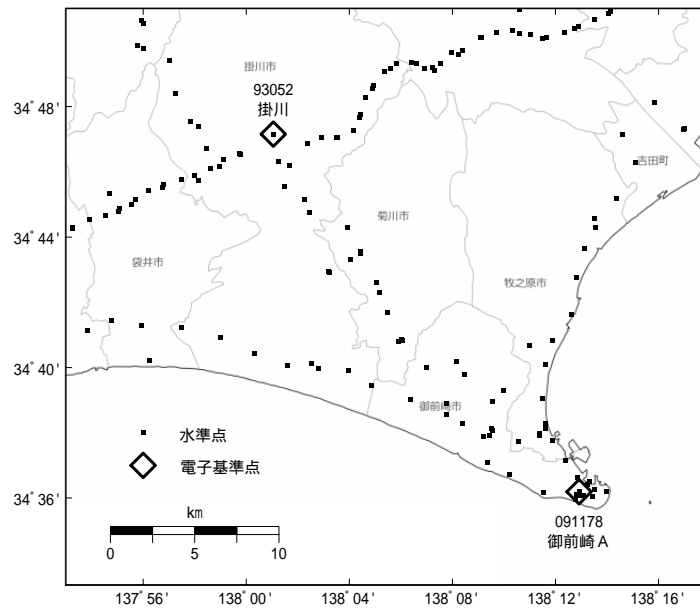 掛川市
93052
掛川
34° 48'
吉田町
菊川市
34° 44'
袋井市
牧之原市
34° 40'
御前崎市
水準点
電子基準点
34° 36'
km
0 5 10
091178
御前崎A
137° 56' 138° 00' 138° 04' 138° 08' 138° 12' 138° 16'